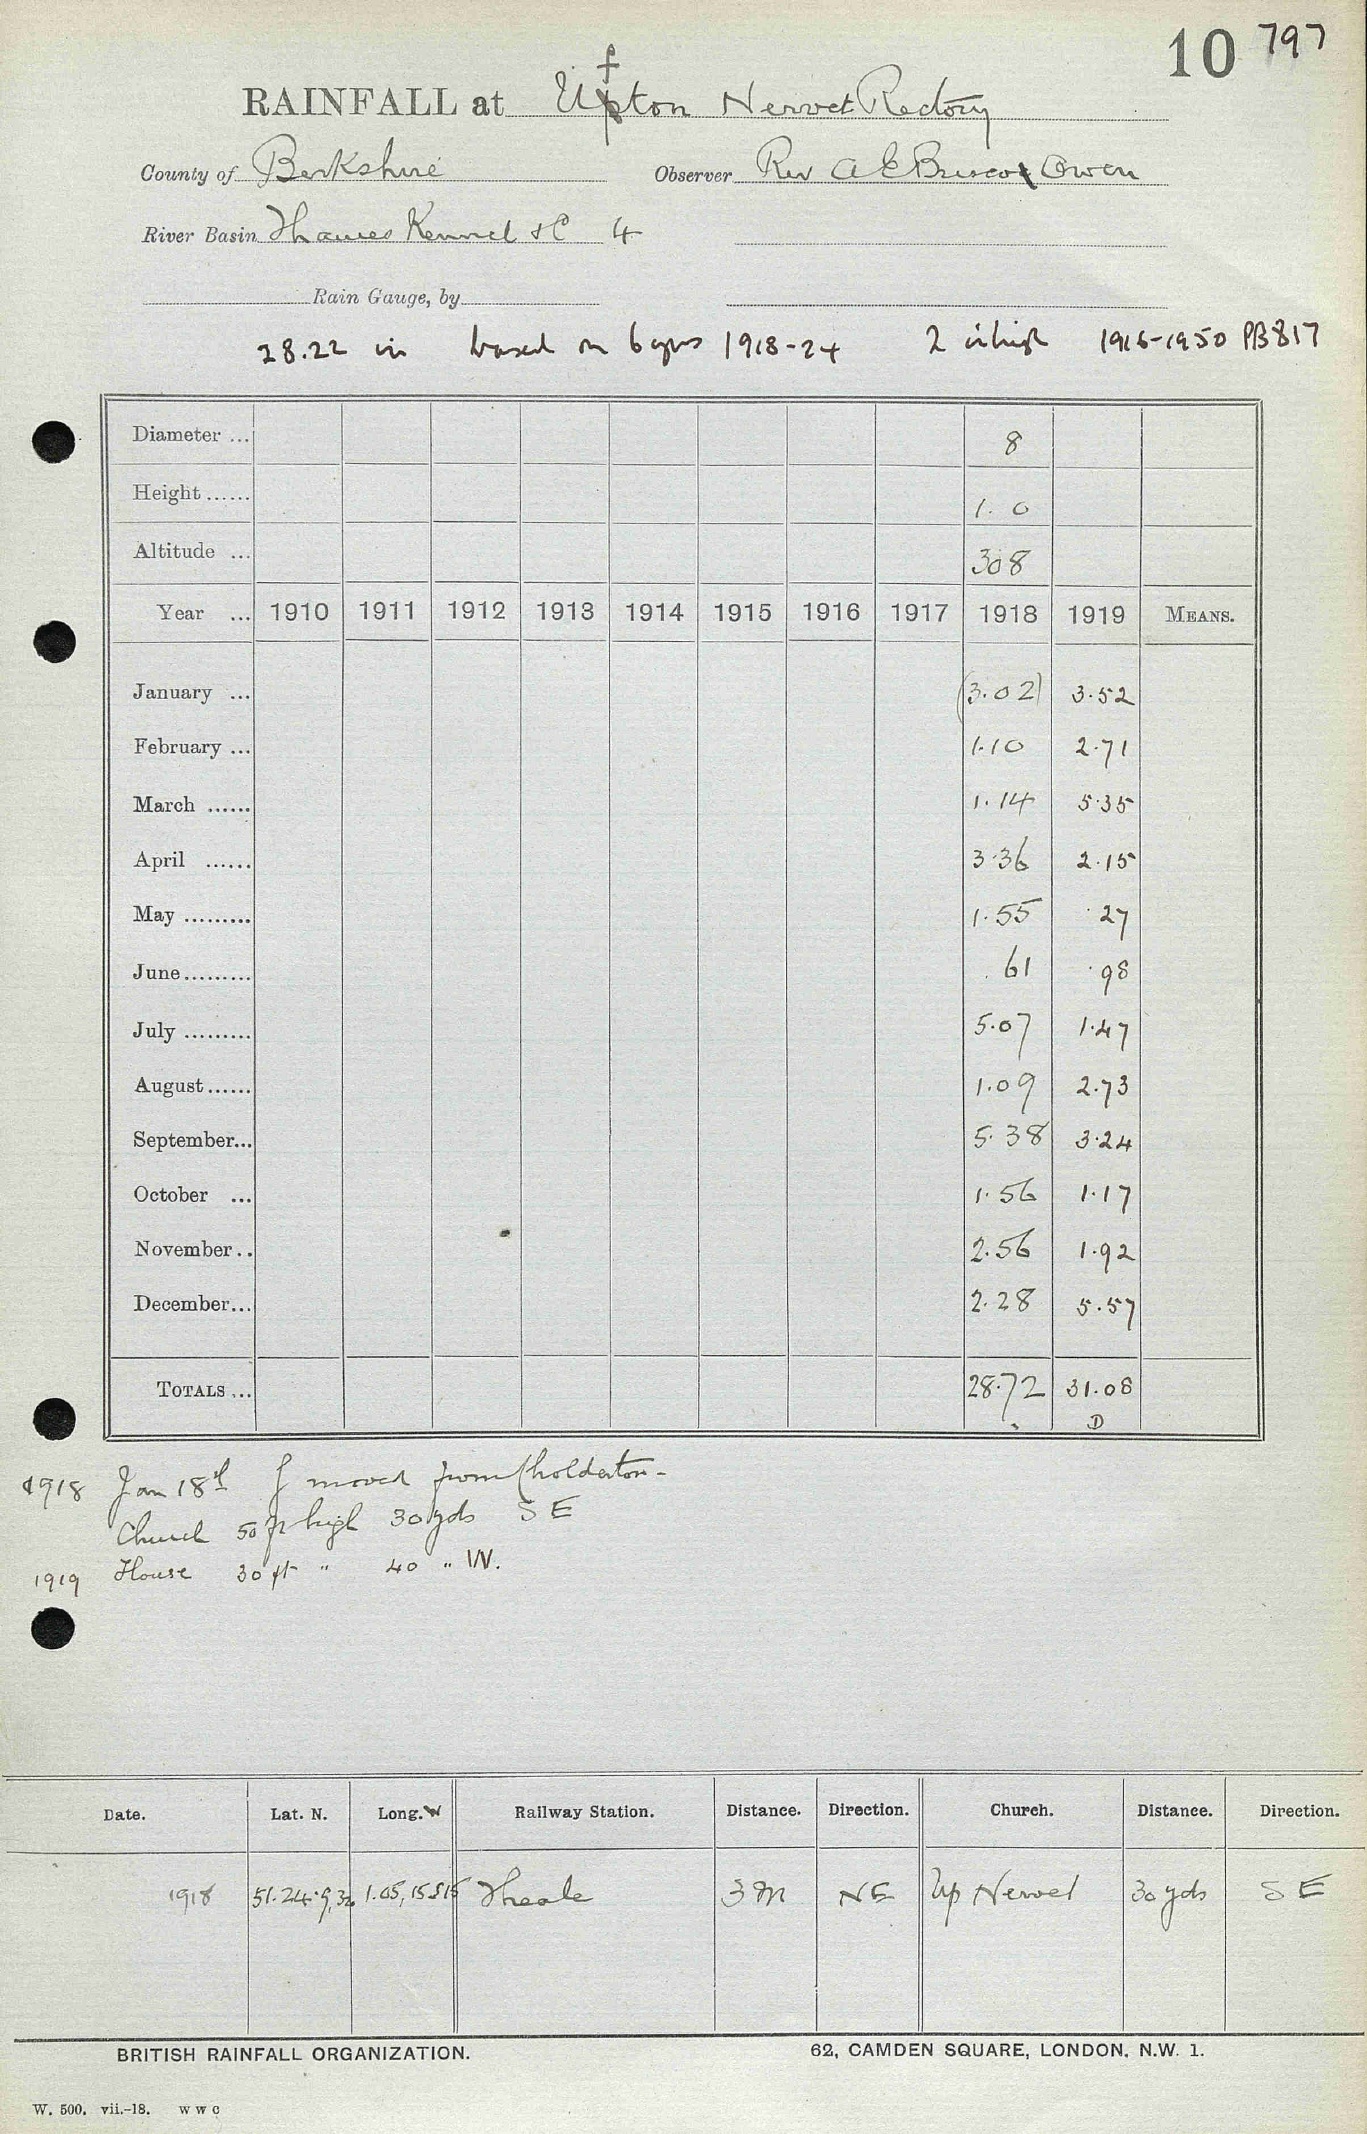 10 797
RAINFALL at Ufton Nervet Rectory
County of Berkshire Observer Rev A E Briscoe Owen
River Basin Thames Kennet &c 4
Rain Gauge, by
28.22 in based on 6 yrs 1918-24 2 in high 1916-1950 PB817
Diameter ... 8
Height ...... 1. 0
Altitude ... 308
Year ... 1910 1911 1912 1913 1914 1915 1916 1917 1918 1919 MEANS.
January ... (3.02) 3.52
February ... 1.10 2.71
March ...... 1.14 5.35
April ...... 3.36 2.15
May ......... 1.55 .27
June ......... .61 .98
July ......... 5.07 1.47
August ...... 1.09 2.73
September... 5.38 3.24
October ... 1.56 1.17
November .. 2.56 1.92
December... 2.28 5.57
TOTALS ... 28.72 31.08
D
1918 Jan 18th moved from Cholderton-
Church 50 ft high 30 yds SE
1919 House 30 ft " 40 " W.
Date. Lat. N. Long. W Railway Station. Distance. Direction. Church. Distance. Direction.
1918 51.24.9,32 1.05,15 Theale 3 m NE Up Nervet 30 yds SE
BRITISH RAINFALL ORGANIZATION. 62, CAMDEN SQUARE, LONDON, N.W. 1.
W. 500. vii.-18. w w c